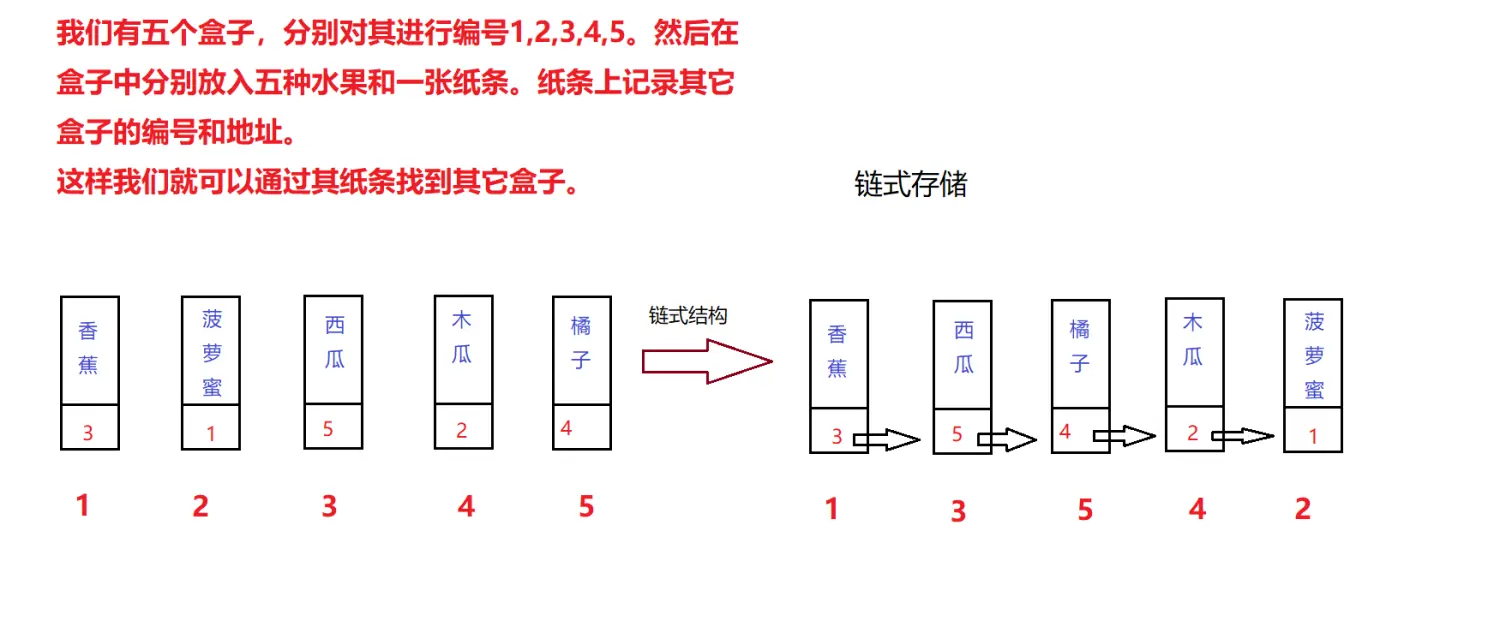 我们有五个盒子，分别对其进行编号1,2,3,4,5。然后在
盒子中分别放入五种水果和一张纸条。纸条上记录其它
盒子的编号和地址。
这样我们就可以通过其纸条找到其它盒子。
链式存储
香蕉 菠萝蜜 西瓜 木瓜 橘子
3 1 5 2 4
1 2 3 4 5
链式结构
香蕉 西瓜 橘子 木瓜 菠萝蜜
3 5 4 2 1
1 3 5 4 2